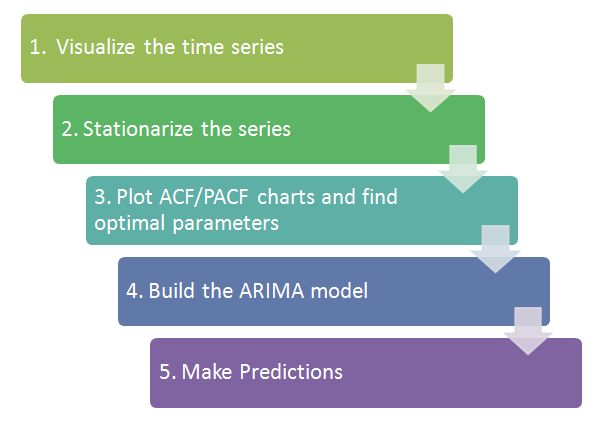 1. Visualize the time series
2. Stationarize the series
3. Plot ACF/PACF charts and find
optimal parameters
4. Build the ARIMA model
5. Make Predictions